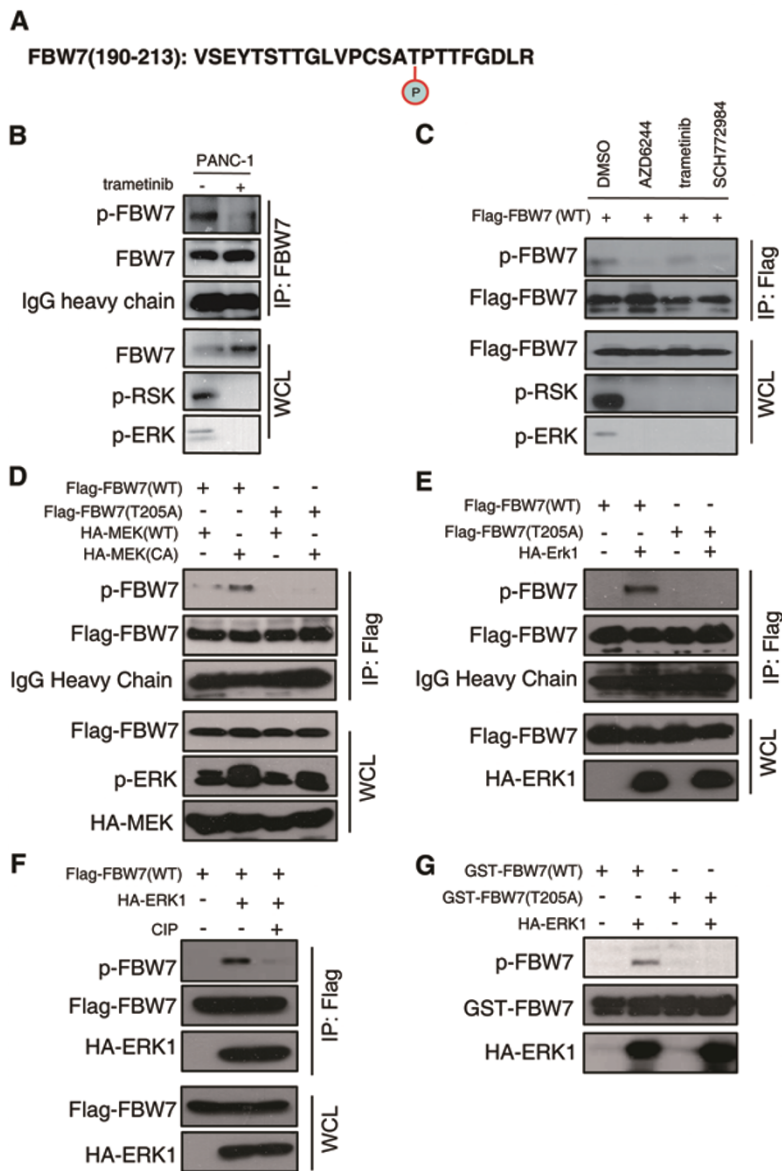 A
FBW7(190-213): VSEYTSTTGLVPCSATPTTFGDLR
P
B
PANC-1
trametinib - +
p-FBW7
FBW7
IgG heavy chain
IP: FBW7
FBW7
p-RSK
p-ERK
WCL
C
DMSO
AZD6244
trametinib
SCH772984
Flag-FBW7 (WT) + + + +
p-FBW7
Flag-FBW7
IP: Flag
Flag-FBW7
p-RSK
p-ERK
WCL
D
Flag-FBW7(WT) + + - -
Flag-FBW7(T205A) - - + +
HA-MEK(WT) + - + -
HA-MEK(CA) - + - +
p-FBW7
Flag-FBW7
IgG Heavy Chain
IP: Flag
Flag-FBW7
p-ERK
HA-MEK
WCL
E
Flag-FBW7(WT) + + - -
Flag-FBW7(T205A) - - + +
HA-Erk1 - + - +
p-FBW7
Flag-FBW7
IgG Heavy Chain
IP: Flag
Flag-FBW7
HA-ERK1
WCL
F
Flag-FBW7(WT) + + +
HA-ERK1 - + +
CIP - - +
p-FBW7
Flag-FBW7
HA-ERK1
IP: Flag
Flag-FBW7
HA-ERK1
WCL
G
GST-FBW7(WT) + + - -
GST-FBW7(T205A) - - + +
HA-ERK1 - + - +
p-FBW7
GST-FBW7
HA-ERK1